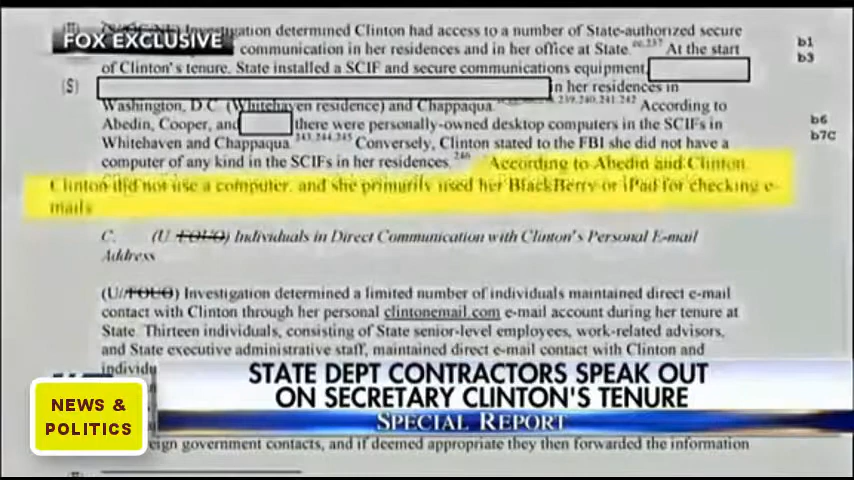 FOX EXCLUSIVE
Investigation determined Clinton had access to a number of State-authorized secure
communication in her residences and in her office at State. At the start
of Clinton's tenure, State installed a SCIF and secure communications equipment
b1
b3
(S)
in her residences in
Washington, D.C. (Whitehaven residence) and Chappaqua. 239,240,241,242 According to
Abedin, Cooper, and there were personally-owned desktop computers in the SCIFs in
Whitehaven and Chappaqua. 243,244,245 Conversely, Clinton stated to the FBI she did not have a
b6
b7C
computer of any kind in the SCIFs in her residences. 246 According to Abedin and Clinton
Clinton did not use a computer, and she primarily used her BlackBerry or iPad for checking e-
mails
C. (U FOUO) Individuals in Direct Communication with Clinton's Personal E-mail
Address
(U//FOUO) Investigation determined a limited number of individuals maintained direct e-mail
contact with Clinton through her personal clintonemail.com e-mail account during her tenure at
State. Thirteen individuals, consisting of State senior-level employees, work-related advisors,
and State executive administrative staff, maintained direct e-mail contact with Clinton and
individu
STATE DEPT CONTRACTORS SPEAK OUT
ON SECRETARY CLINTON'S TENURE
SPECIAL REPORT
NEWS &
POLITICS
eign government contacts, and if deemed appropriate they then forwarded the information